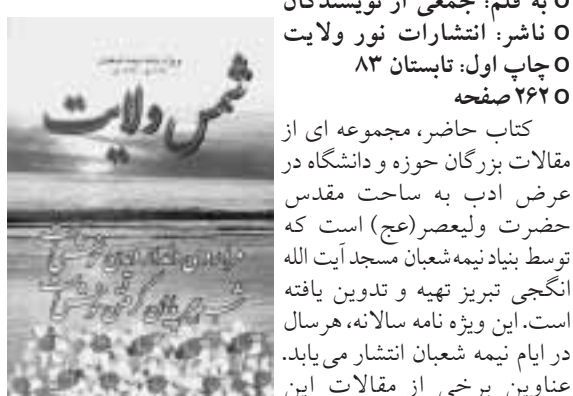 به قلم: جمعی از نویسندگان
ناشر: انتشارات نور ولایت
چاپ اول: تابستان ۸۳
۲۶۲ صفحه
کتاب حاضر، مجموعه ای از
مقالات بزرگان حوزه و دانشگاه در
عرض ادب به ساحت مقدس
حضرت ولیعصر(عج) است که
توسط بنیاد نیمه شعبان مسجد آیت الله
انگجی تبریز تهیه و تدوین یافته
است. این ویژه نامه سالانه، هرسال
در ایام نیمه شعبان انتشار می یابد.
عناوین برخی از مقالات این
شمس ولایت